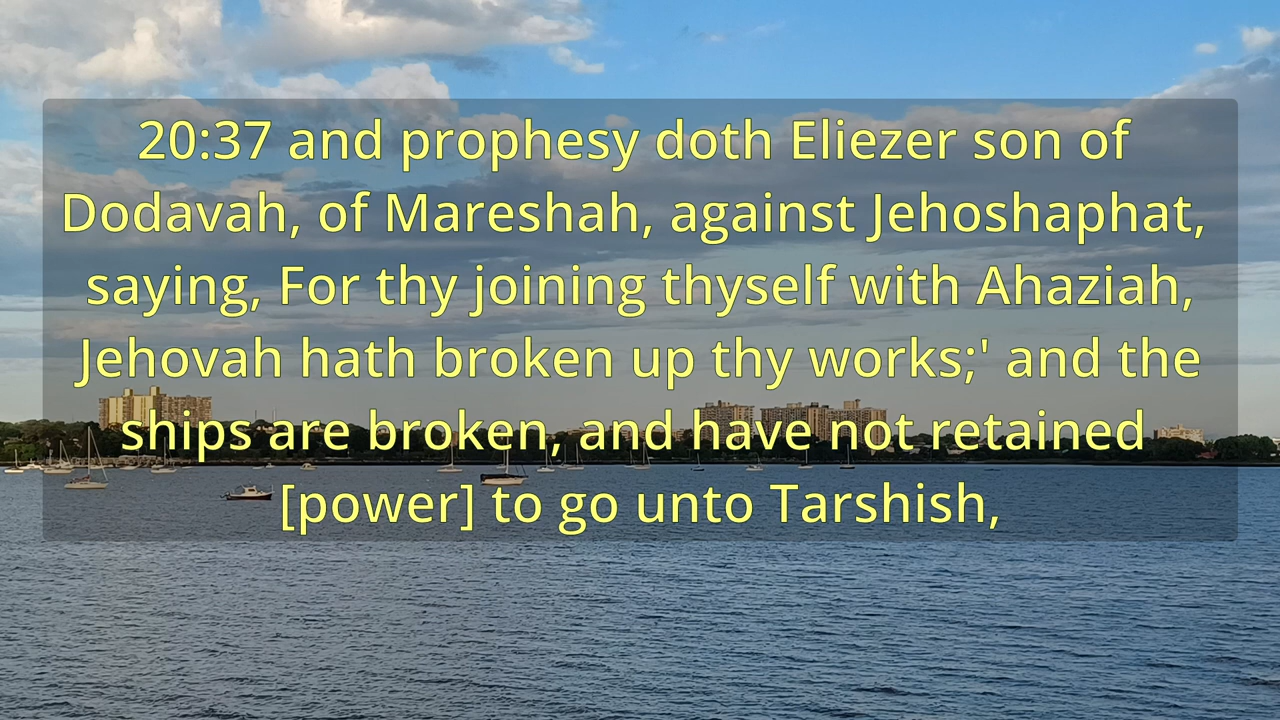 20:37 and prophesy doth Eliezer son of
Dodavah, of Mareshah, against Jehoshaphat,
saying, For thy joining thyself with Ahaziah,
Jehovah hath broken up thy works;' and the
ships are broken, and have not retained
[power] to go unto Tarshish,